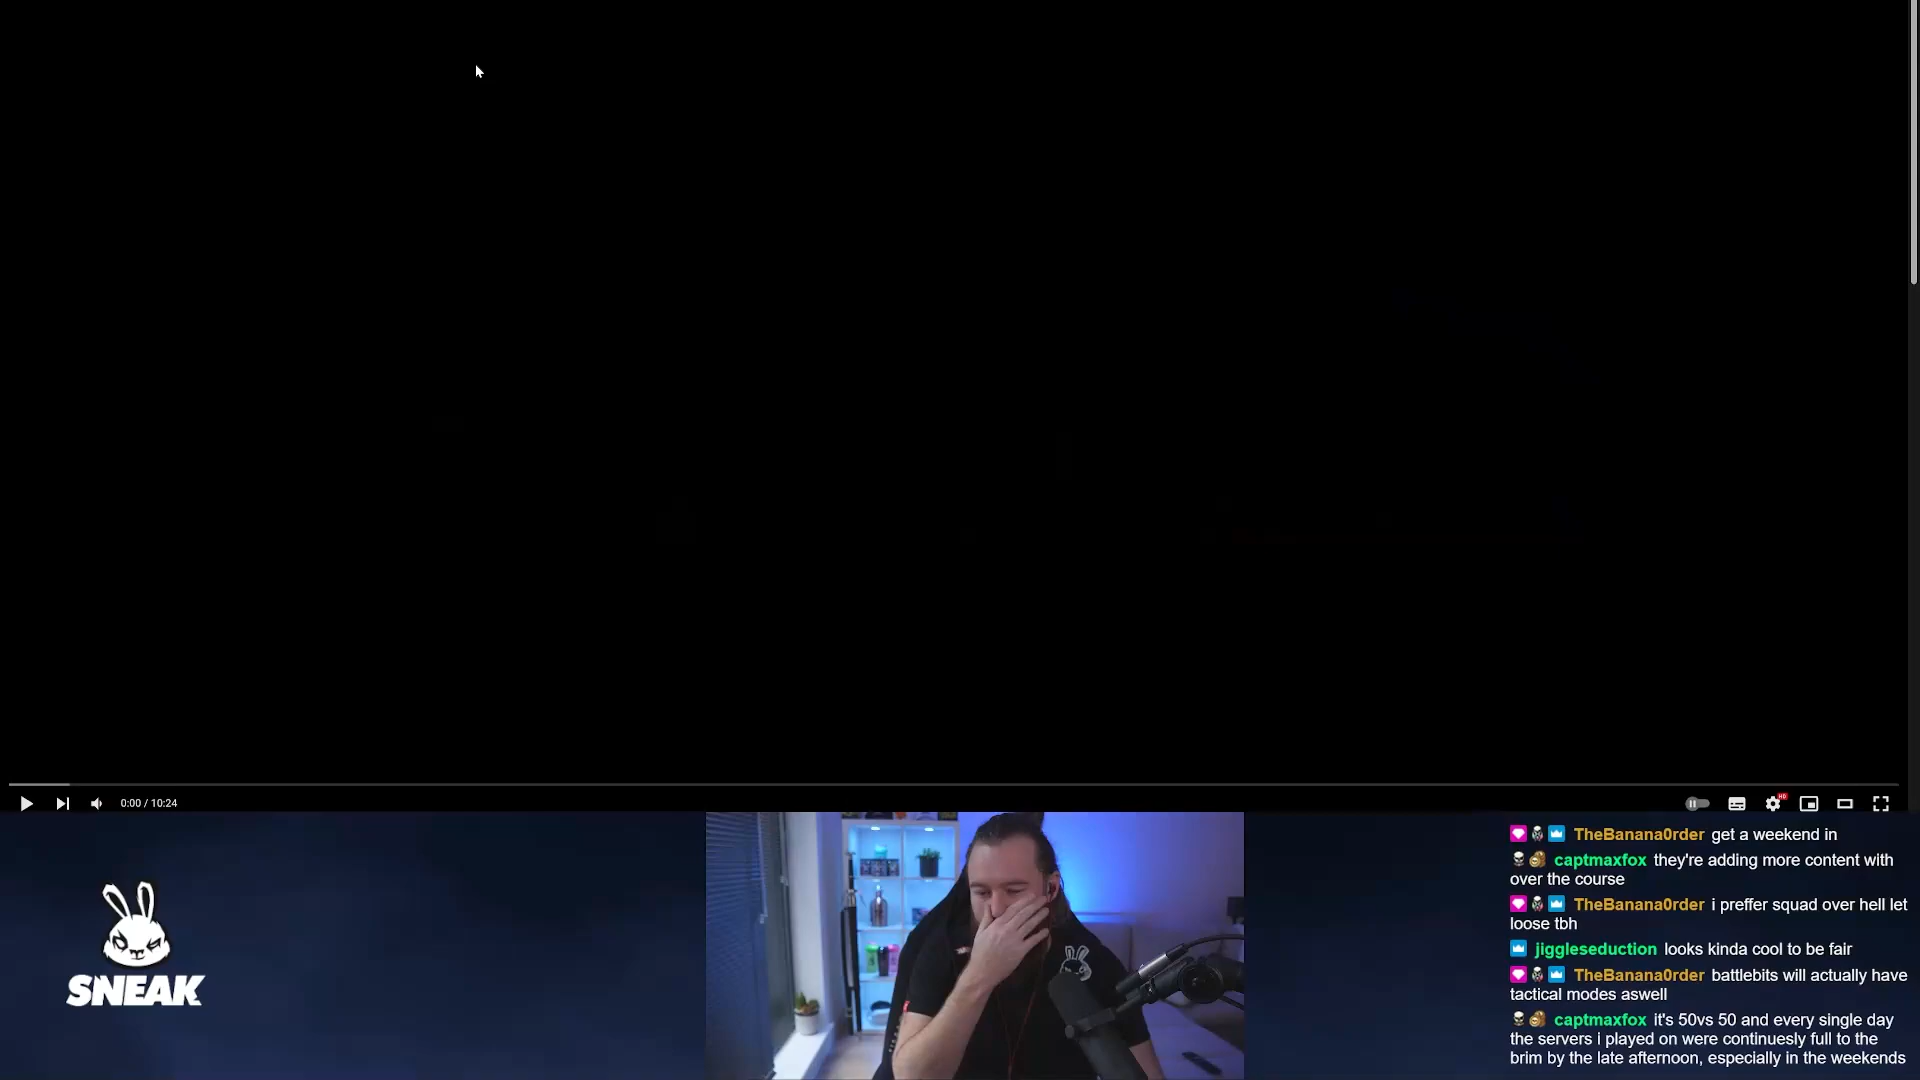 0:00 / 10:24
HD
SNEAK
TheBanana0rder get a weekend in
captmaxfox they're adding more content with
over the course
TheBanana0rder i preffer squad over hell let
loose tbh
jiggleseduction looks kinda cool to be fair
TheBanana0rder battlebits will actually have
tactical modes aswell
captmaxfox it's 50vs 50 and every single day
the servers i played on were continuesly full to the
brim by the late afternoon, especially in the weekends